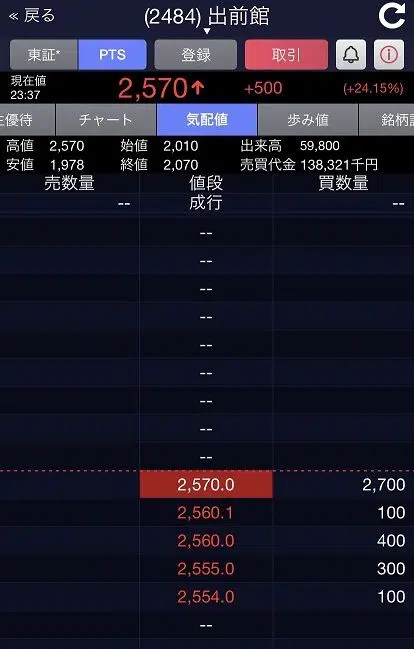 ≪ 戻る (2484) 出前館
東証* PTS 登録 取引
現在値
23:37 2,570↑ +500 (+24.15%)
主優待 チャート 気配値 歩み値
高値 2,570 始値 2,010 出来高 59,800
安値 1,978 終値 2,070 売買代金 138,321千円
売数量 値段 買数量
-- 成行 --
--
--
--
--
--
--
--
--
--
2,570.0 2,700
2,560.1 100
2,560.0 400
2,555.0 300
2,554.0 100
--